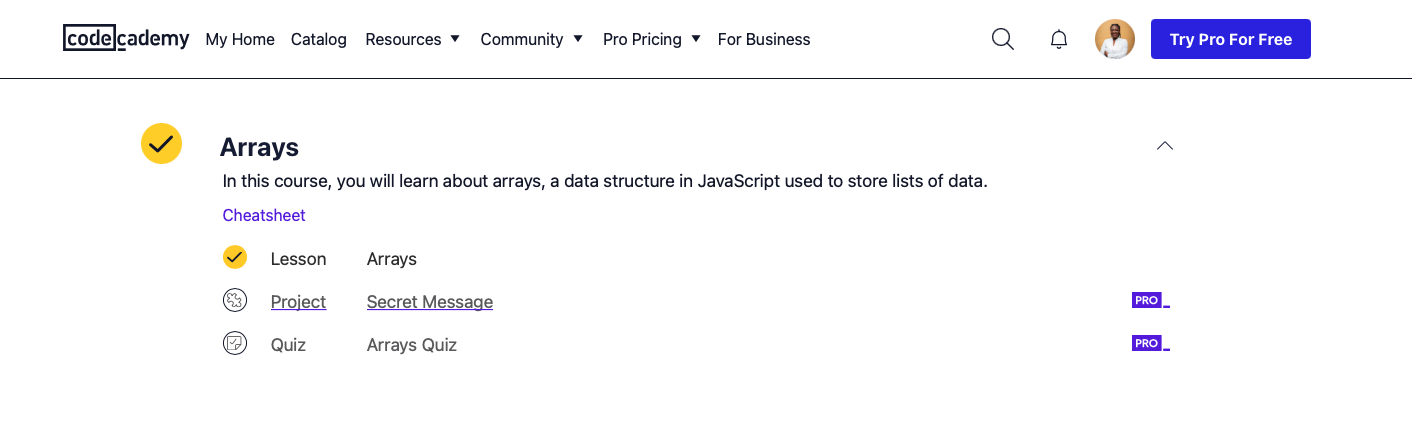 codecademy My Home Catalog Resources Community Pro Pricing For Business Try Pro For Free
Arrays
In this course, you will learn about arrays, a data structure in JavaScript used to store lists of data.
Cheatsheet
Lesson Arrays
Project Secret Message PRO
Quiz Arrays Quiz PRO